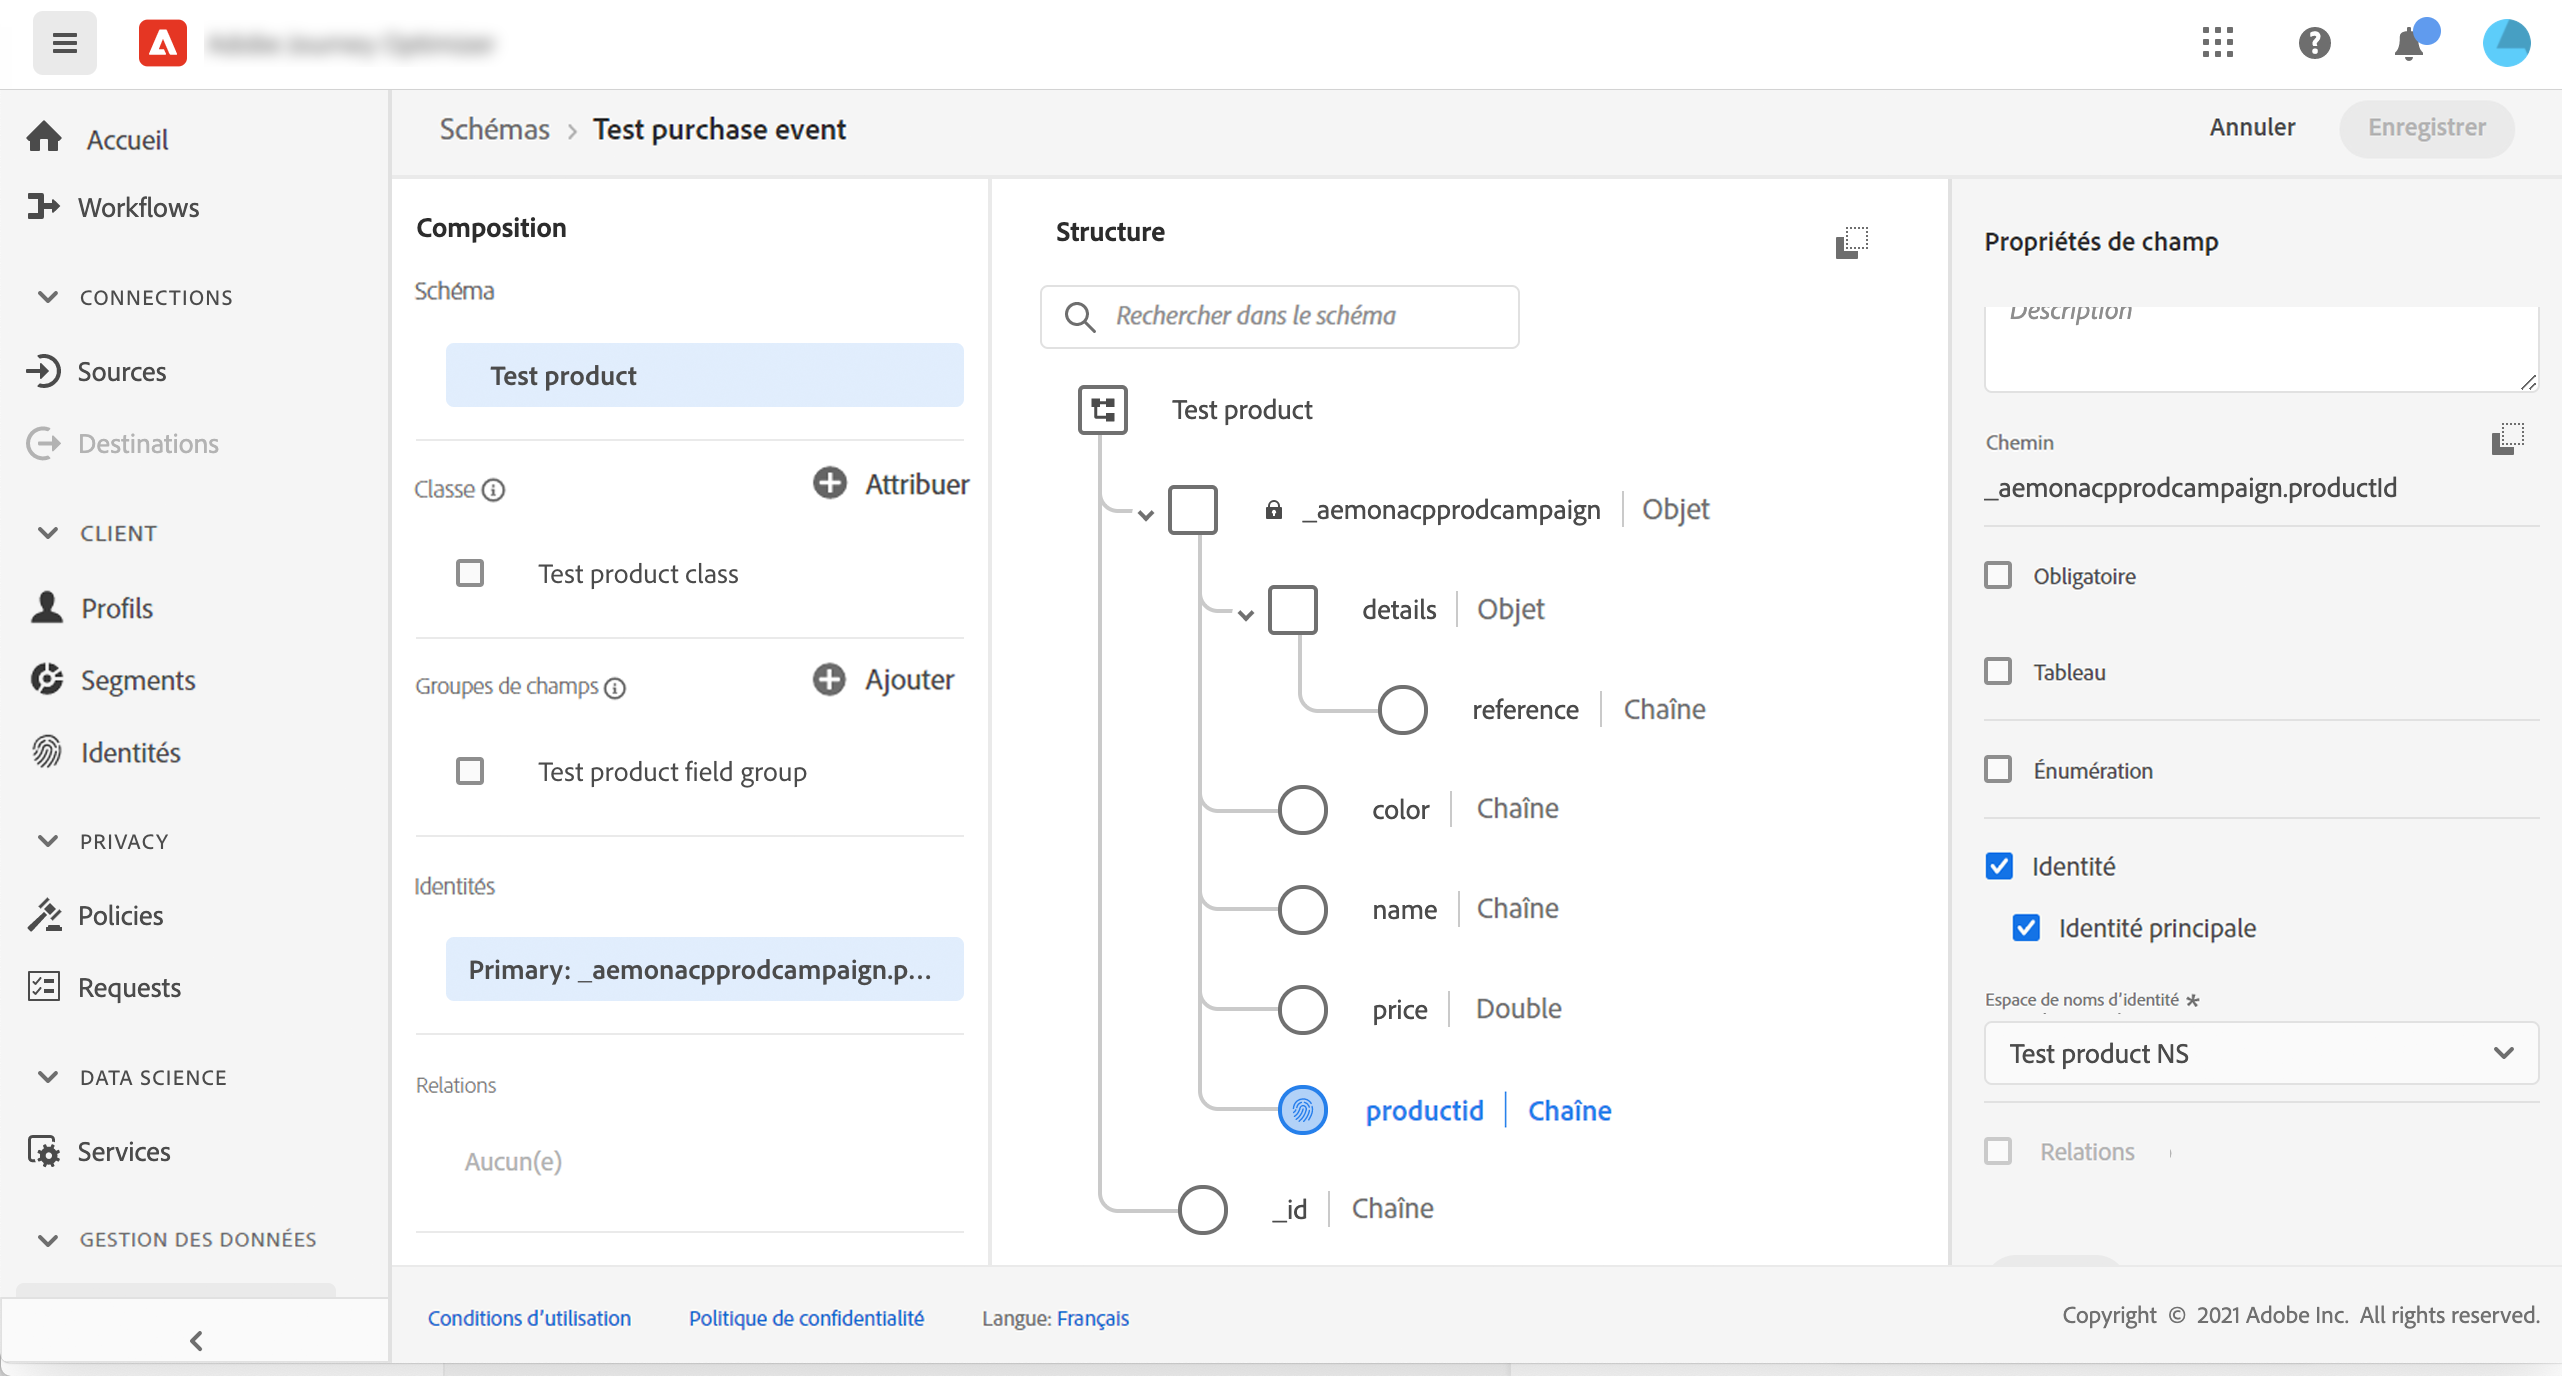 Accueil
Workflows
CONNECTIONS
Sources
Destinations
CLIENT
Profils
Segments
Identités
PRIVACY
Policies
Requests
DATA SCIENCE
Services
GESTION DES DONNÉES
Schémas > Test purchase event
Annuler
Enregistrer
Composition
Schéma
Test product
Classe
Attribuer
Test product class
Groupes de champs
Ajouter
Test product field group
Identités
Primary: _aemonacpprodcampaign.p...
Relations
Aucun(e)
Structure
Rechercher dans le schéma
Test product
_aemonacpprodcampaign | Objet
details | Objet
reference | Chaîne
color | Chaîne
name | Chaîne
price | Double
productid | Chaîne
_id | Chaîne
Propriétés de champ
Description
Chemin
_aemonacpprodcampaign.productId
Obligatoire
Tableau
Énumération
Identité
Identité principale
Espace de noms d'identité *
Test product NS
Relations
Conditions d'utilisation
Politique de confidentialité
Langue: Français
Copyright © 2021 Adobe Inc. All rights reserved.